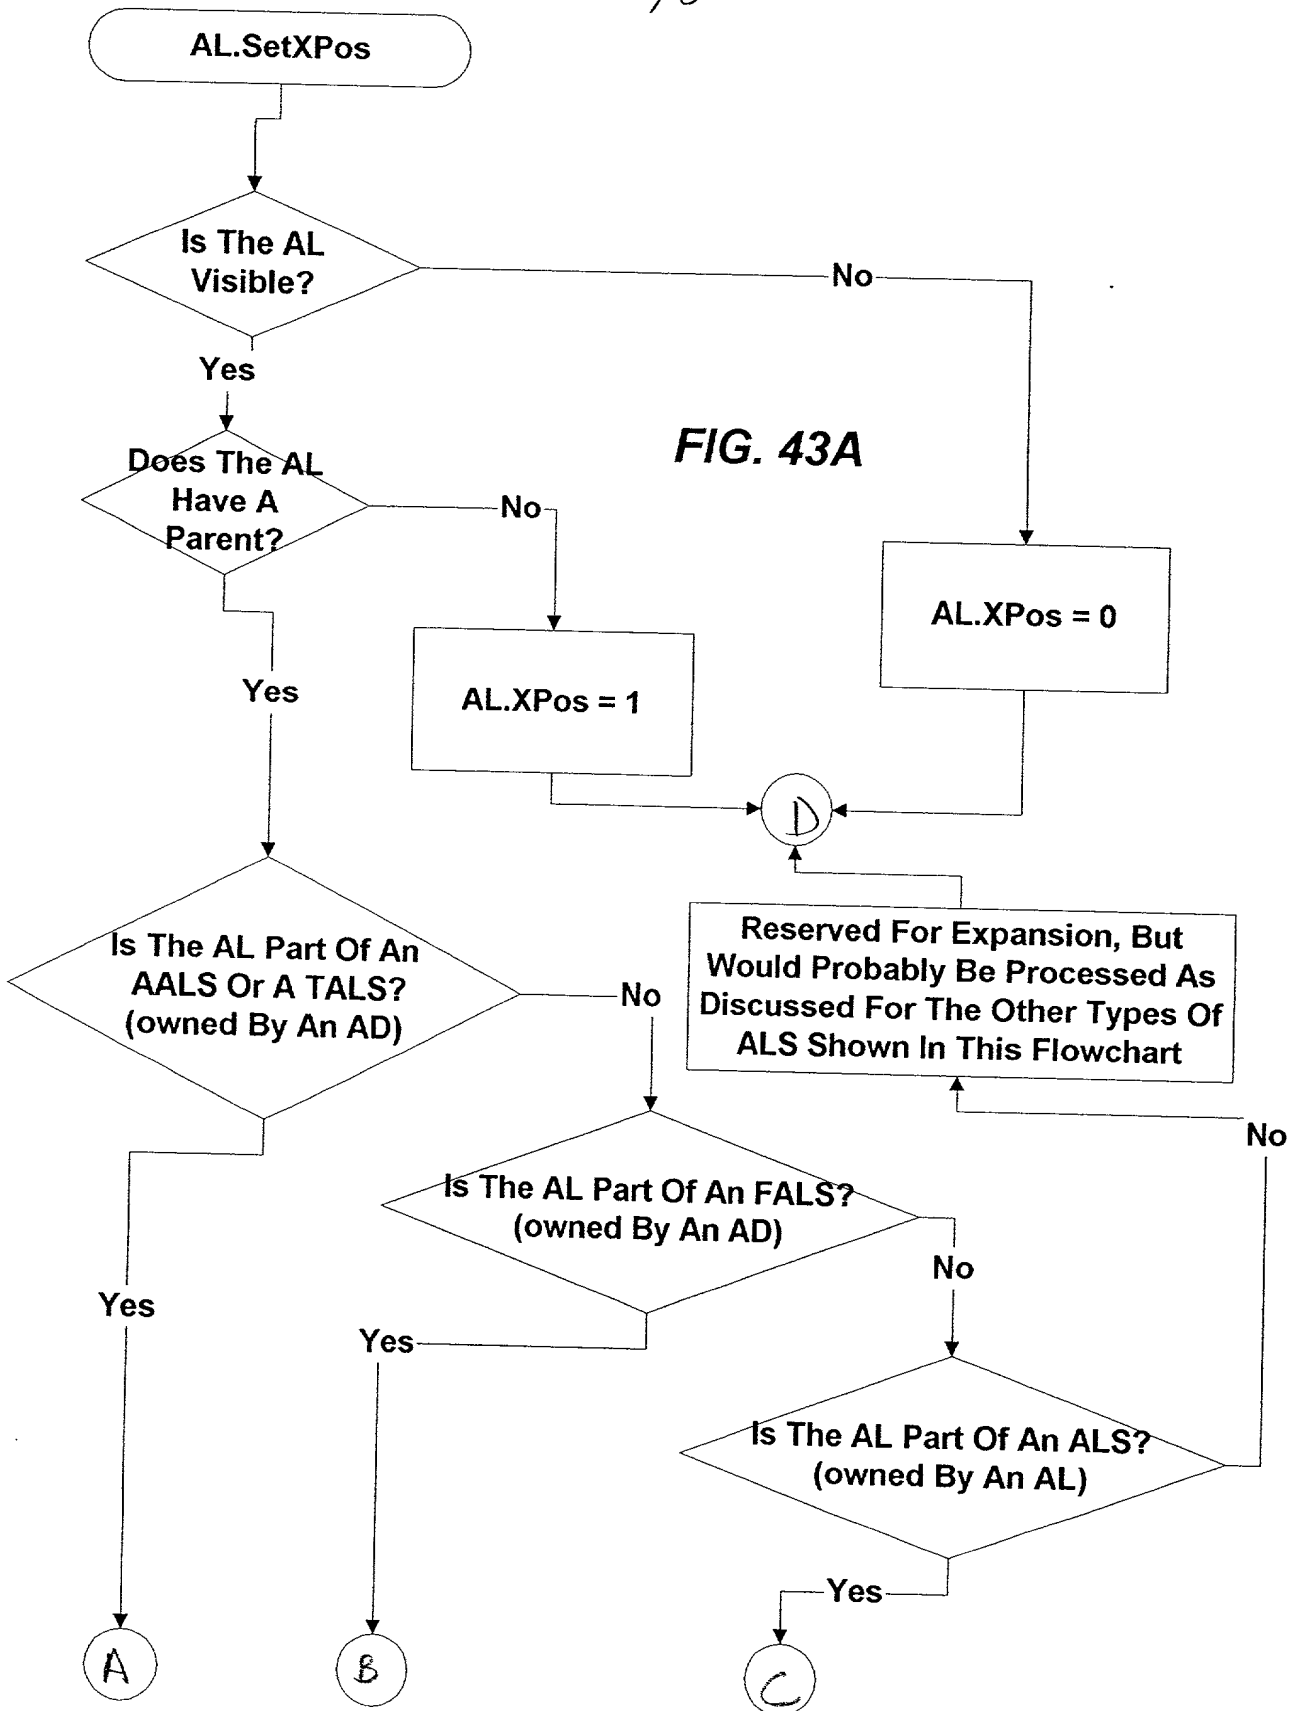 AL.SetXPos
Is The AL
Visible?
No
Yes
FIG. 43A
Does The AL
Have A
Parent?
No
AL.XPos = 0
Yes
AL.XPos = 1
D
Is The AL Part Of An
AALS Or A TALS?
(owned By An AD)
No
Reserved For Expansion, But
Would Probably Be Processed As
Discussed For The Other Types Of
ALS Shown In This Flowchart
No
Is The AL Part Of An FALS?
(owned By An AD)
No
Yes
Yes
Is The AL Part Of An ALS?
(owned By An AL)
Yes
A
B
C